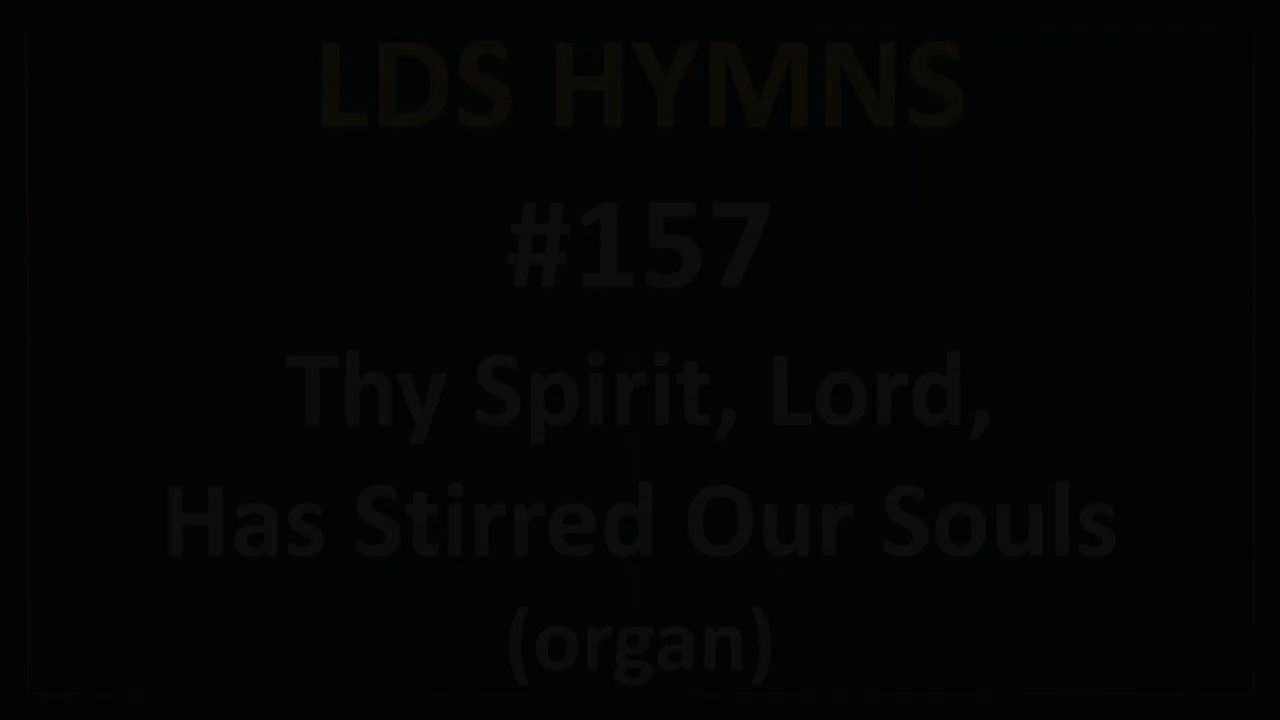 LDS HYMNS
#157
Thy Spirit, Lord,
Has Stirred Our Souls
(organ)